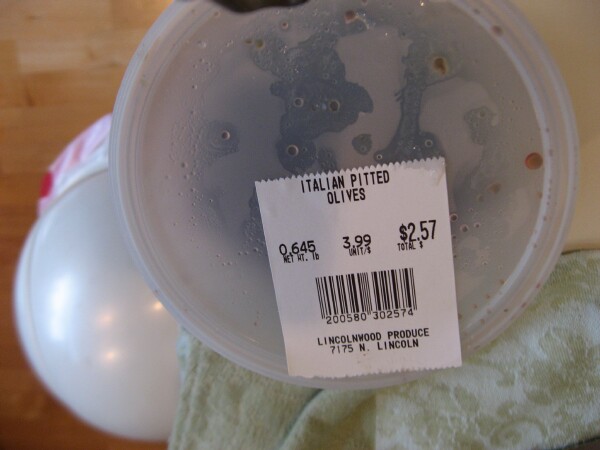 ITALIAN PITTED
OLIVES
0.645 3.99 $2.57
NET WT. lb UNIT/$ TOTAL $
200580 302574
LINCOLNWOOD PRODUCE
7175 N. LINCOLN